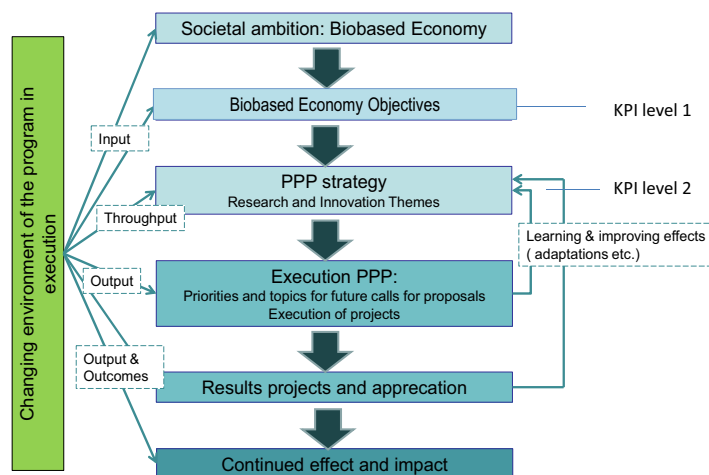 Changing environment of the program in
execution
Societal ambition: Biobased Economy
Biobased Economy Objectives
KPI level 1
Input
PPP strategy
Research and Innovation Themes
KPI level 2
Throughput
Learning & improving effects
( adaptations etc.)
Execution PPP:
Priorities and topics for future calls for proposals
Execution of projects
Output
Output &
Outcomes
Results projects and apprecation
Continued effect and impact